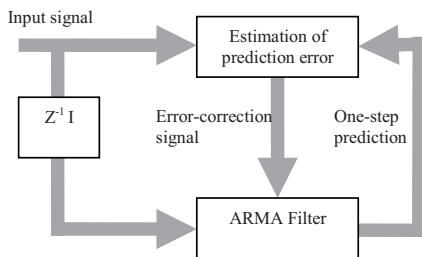 Input signal
Estimation of
prediction error
Z⁻¹ I
Error-correction
signal
One-step
prediction
ARMA Filter